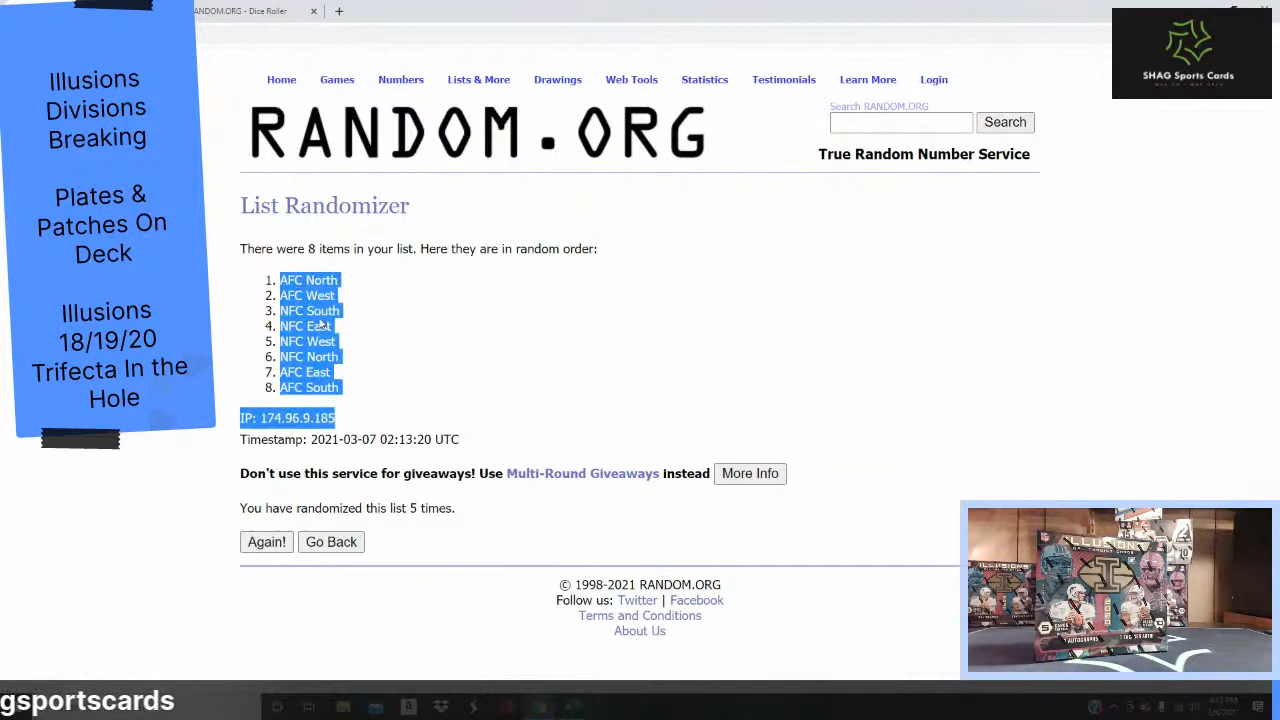 ANDOM.ORG - Dice Roller
Illusions
Divisions
Breaking
Plates &
Patches On
Deck
Illusions
18/19/20
Trifecta In the
Hole
SHAG Sports Cards
Home Games Numbers Lists & More Drawings Web Tools Statistics Testimonials Learn More Login
RANDOM.ORG
Search RANDOM.ORG
Search
True Random Number Service
List Randomizer
There were 8 items in your list. Here they are in random order:
1. AFC North
2. AFC West
3. NFC South
4. NFC East
5. NFC West
6. NFC North
7. AFC East
8. AFC South
IP: 174.96.9.185
Timestamp: 2021-03-07 02:13:20 UTC
Don't use this service for giveaways! Use Multi-Round Giveaways instead More Info
You have randomized this list 5 times.
Again! Go Back
© 1998-2021 RANDOM.ORG
Follow us: Twitter | Facebook
Terms and Conditions
About Us
ILLUSIONS
gsportscards